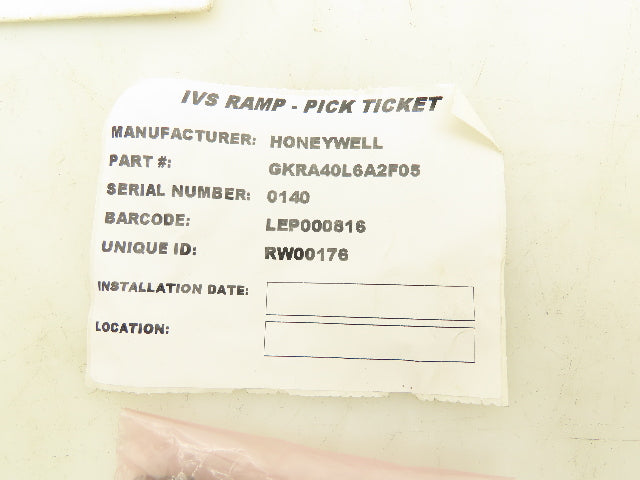 IVS RAMP - PICK TICKET
MANUFACTURER: HONEYWELL
PART #: GKRA40L6A2F05
SERIAL NUMBER: 0140
BARCODE: LEP000816
UNIQUE ID: RW00176
INSTALLATION DATE:
LOCATION: